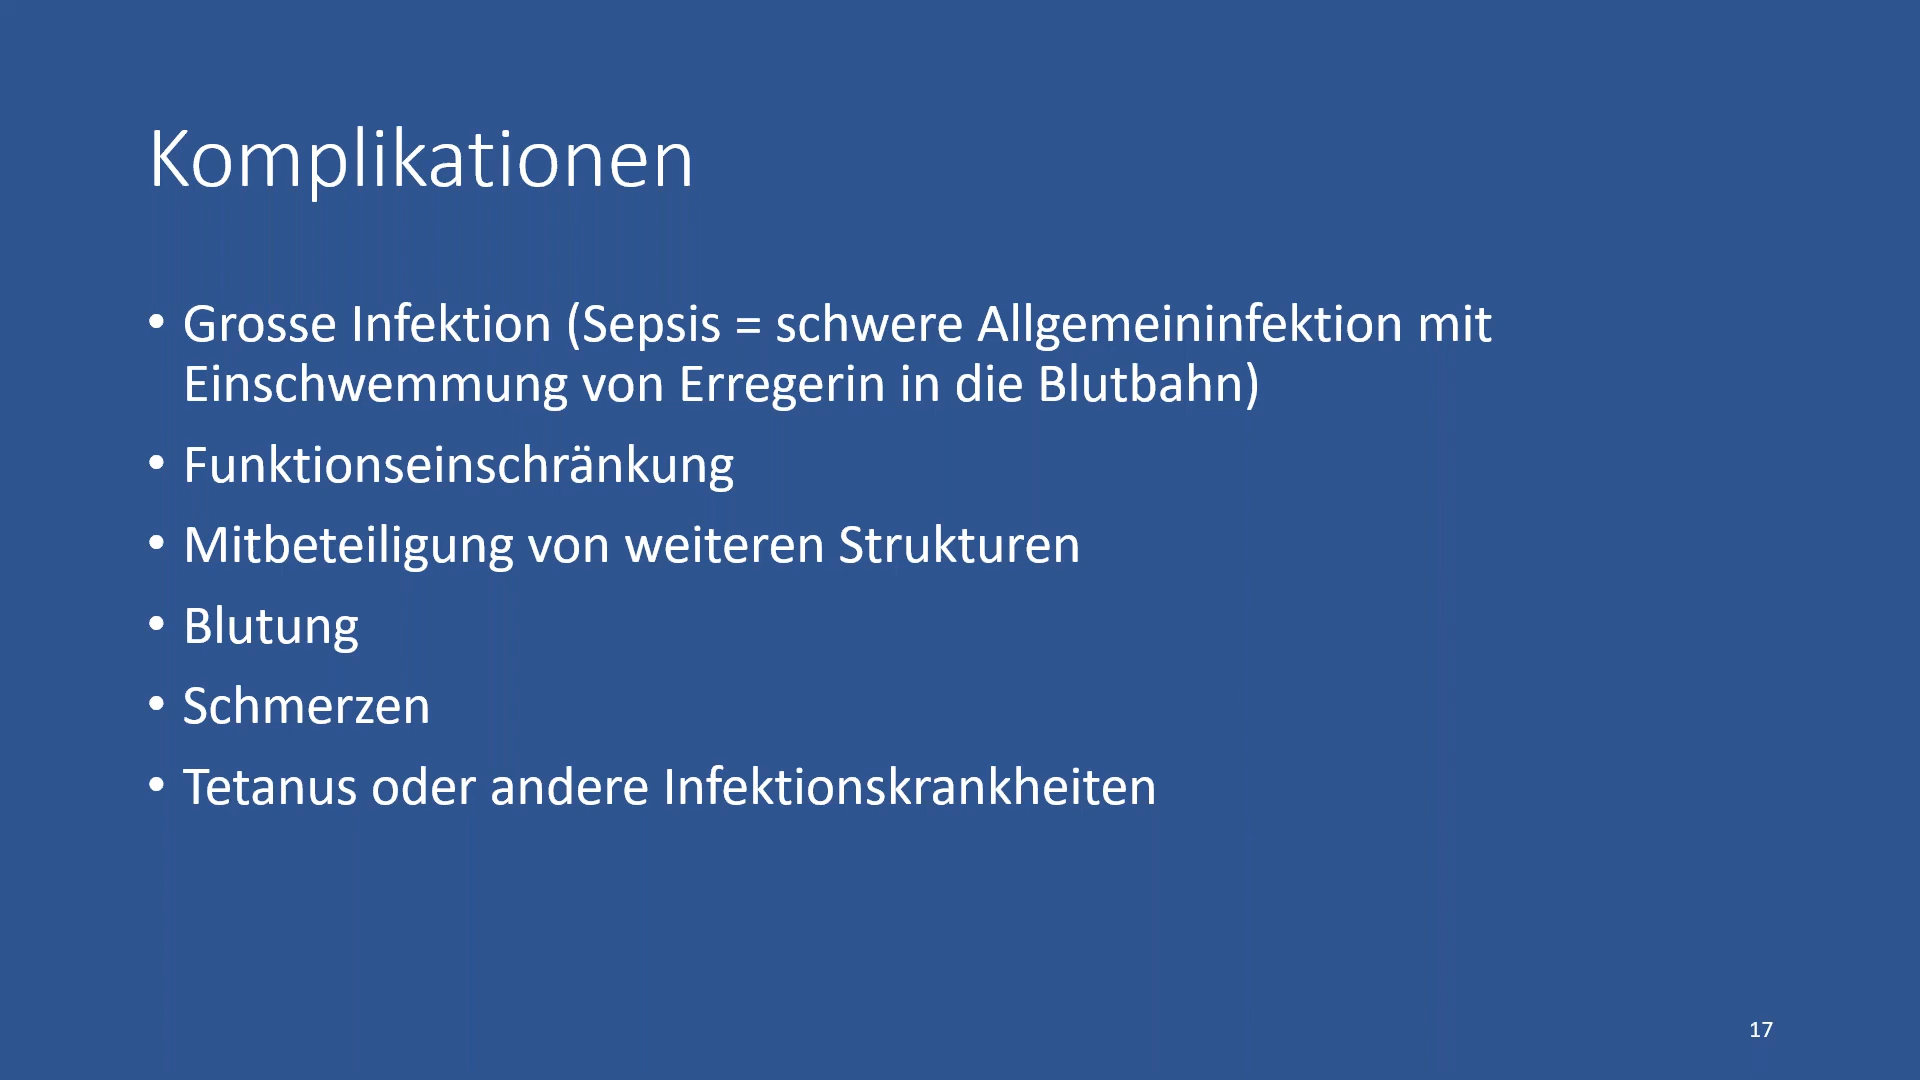 Komplikationen
• Grosse Infektion (Sepsis = schwere Allgemeininfektion mit
Einschwemmung von Erregerin in die Blutbahn)
• Funktionseinschränkung
• Mitbeteiligung von weiteren Strukturen
• Blutung
• Schmerzen
• Tetanus oder andere Infektionskrankheiten
17